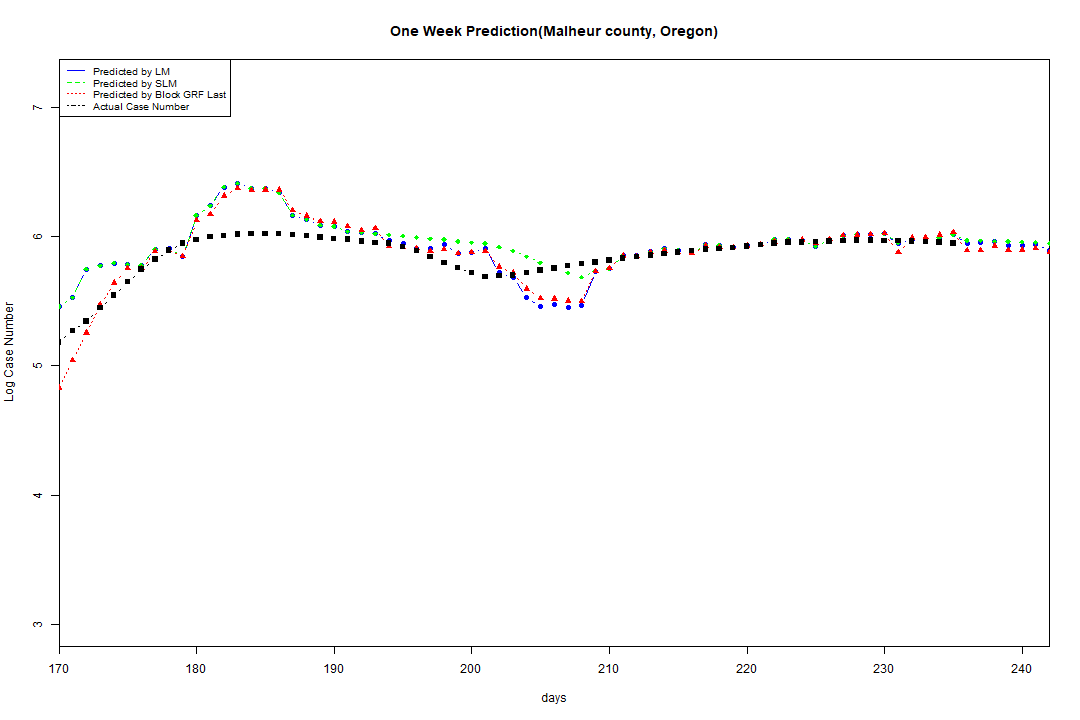 One Week Prediction(Malheur county, Oregon)
Predicted by LM
Predicted by SLM
Predicted by Block GRF Last
Actual Case Number
7
6
5
4
3
Log Case Number
170 180 190 200 210 220 230 240
days